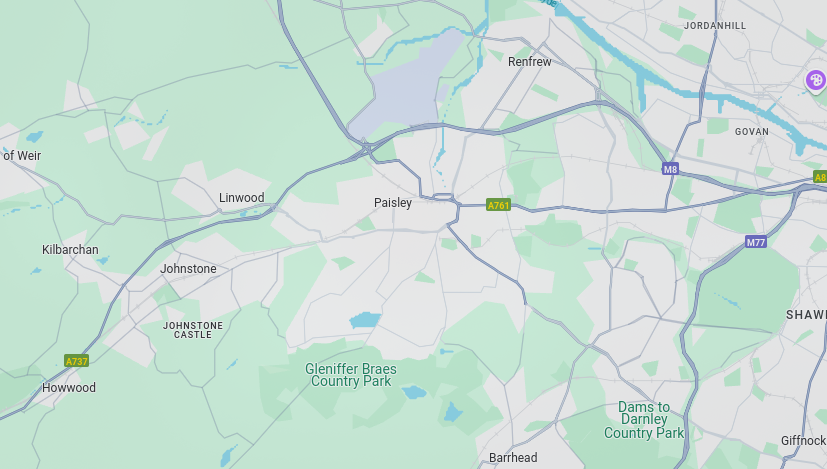 JORDANHILL
Renfrew
GOVAN
of Weir
M8
A8
Linwood
Paisley
A761
Kilbarchan
M77
Johnstone
SHAWL
JOHNSTONE
CASTLE
A737
Gleniffer Braes
Country Park
Howwood
Dams to
Darnley
Country Park
Giffnock
Barrhead